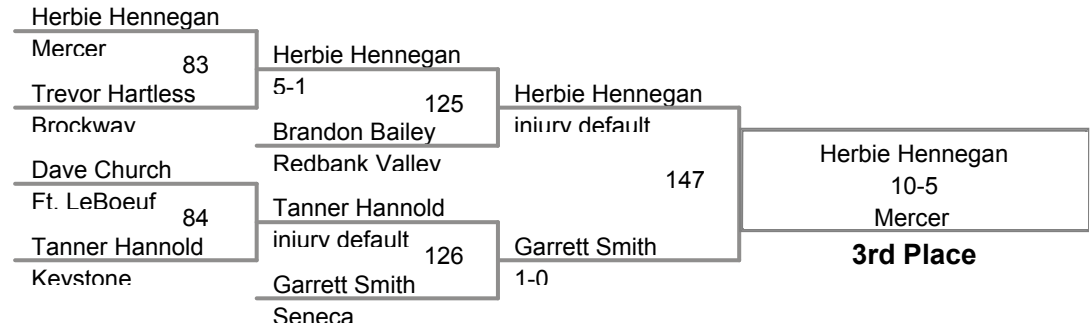 Herbie Hennegan
Mercer
83
Trevor Hartless
Brockway
Dave Church
Ft. LeBoeuf
84
Tanner Hannold
Keystone
Herbie Hennegan
5-1
125
Brandon Bailey
Redbank Valley
Tanner Hannold
injury default
126
Garrett Smith
Seneca
Herbie Hennegan
injury default
147
Garrett Smith
1-0
Herbie Hennegan
10-5
Mercer
3rd Place